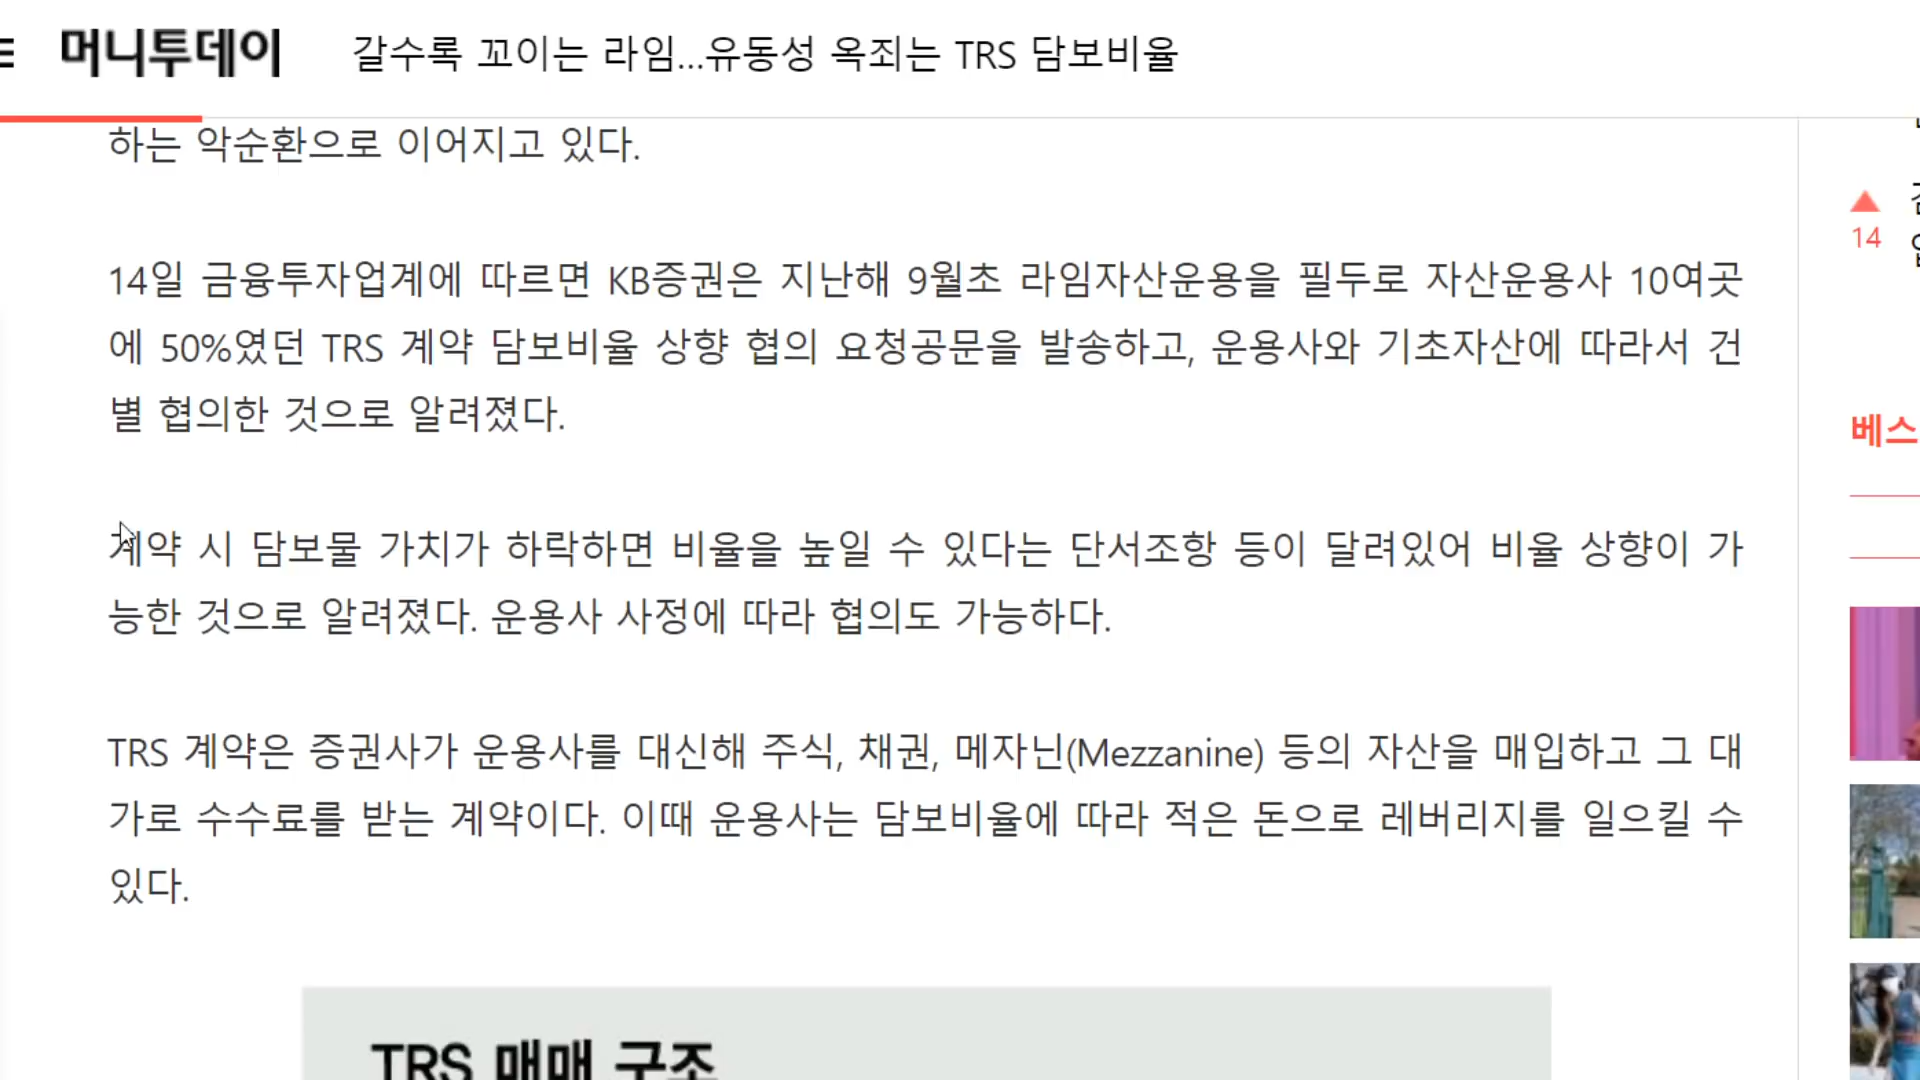 머니투데이
갈수록 꼬이는 라임...유동성 옥죄는 TRS 담보비율
하는 악순환으로 이어지고 있다.
14일 금융투자업계에 따르면 KB증권은 지난해 9월초 라임자산운용을 필두로 자산운용사 10여곳
에 50%였던 TRS 계약 담보비율 상향 협의 요청공문을 발송하고, 운용사와 기초자산에 따라서 건
별 협의한 것으로 알려졌다.
계약 시 담보물 가치가 하락하면 비율을 높일 수 있다는 단서조항 등이 달려있어 비율 상향이 가
능한 것으로 알려졌다. 운용사 사정에 따라 협의도 가능하다.
TRS 계약은 증권사가 운용사를 대신해 주식, 채권, 메자닌(Mezzanine) 등의 자산을 매입하고 그 대
가로 수수료를 받는 계약이다. 이때 운용사는 담보비율에 따라 적은 돈으로 레버리지를 일으킬 수
있다.
TRS 매매 구조
14
베스